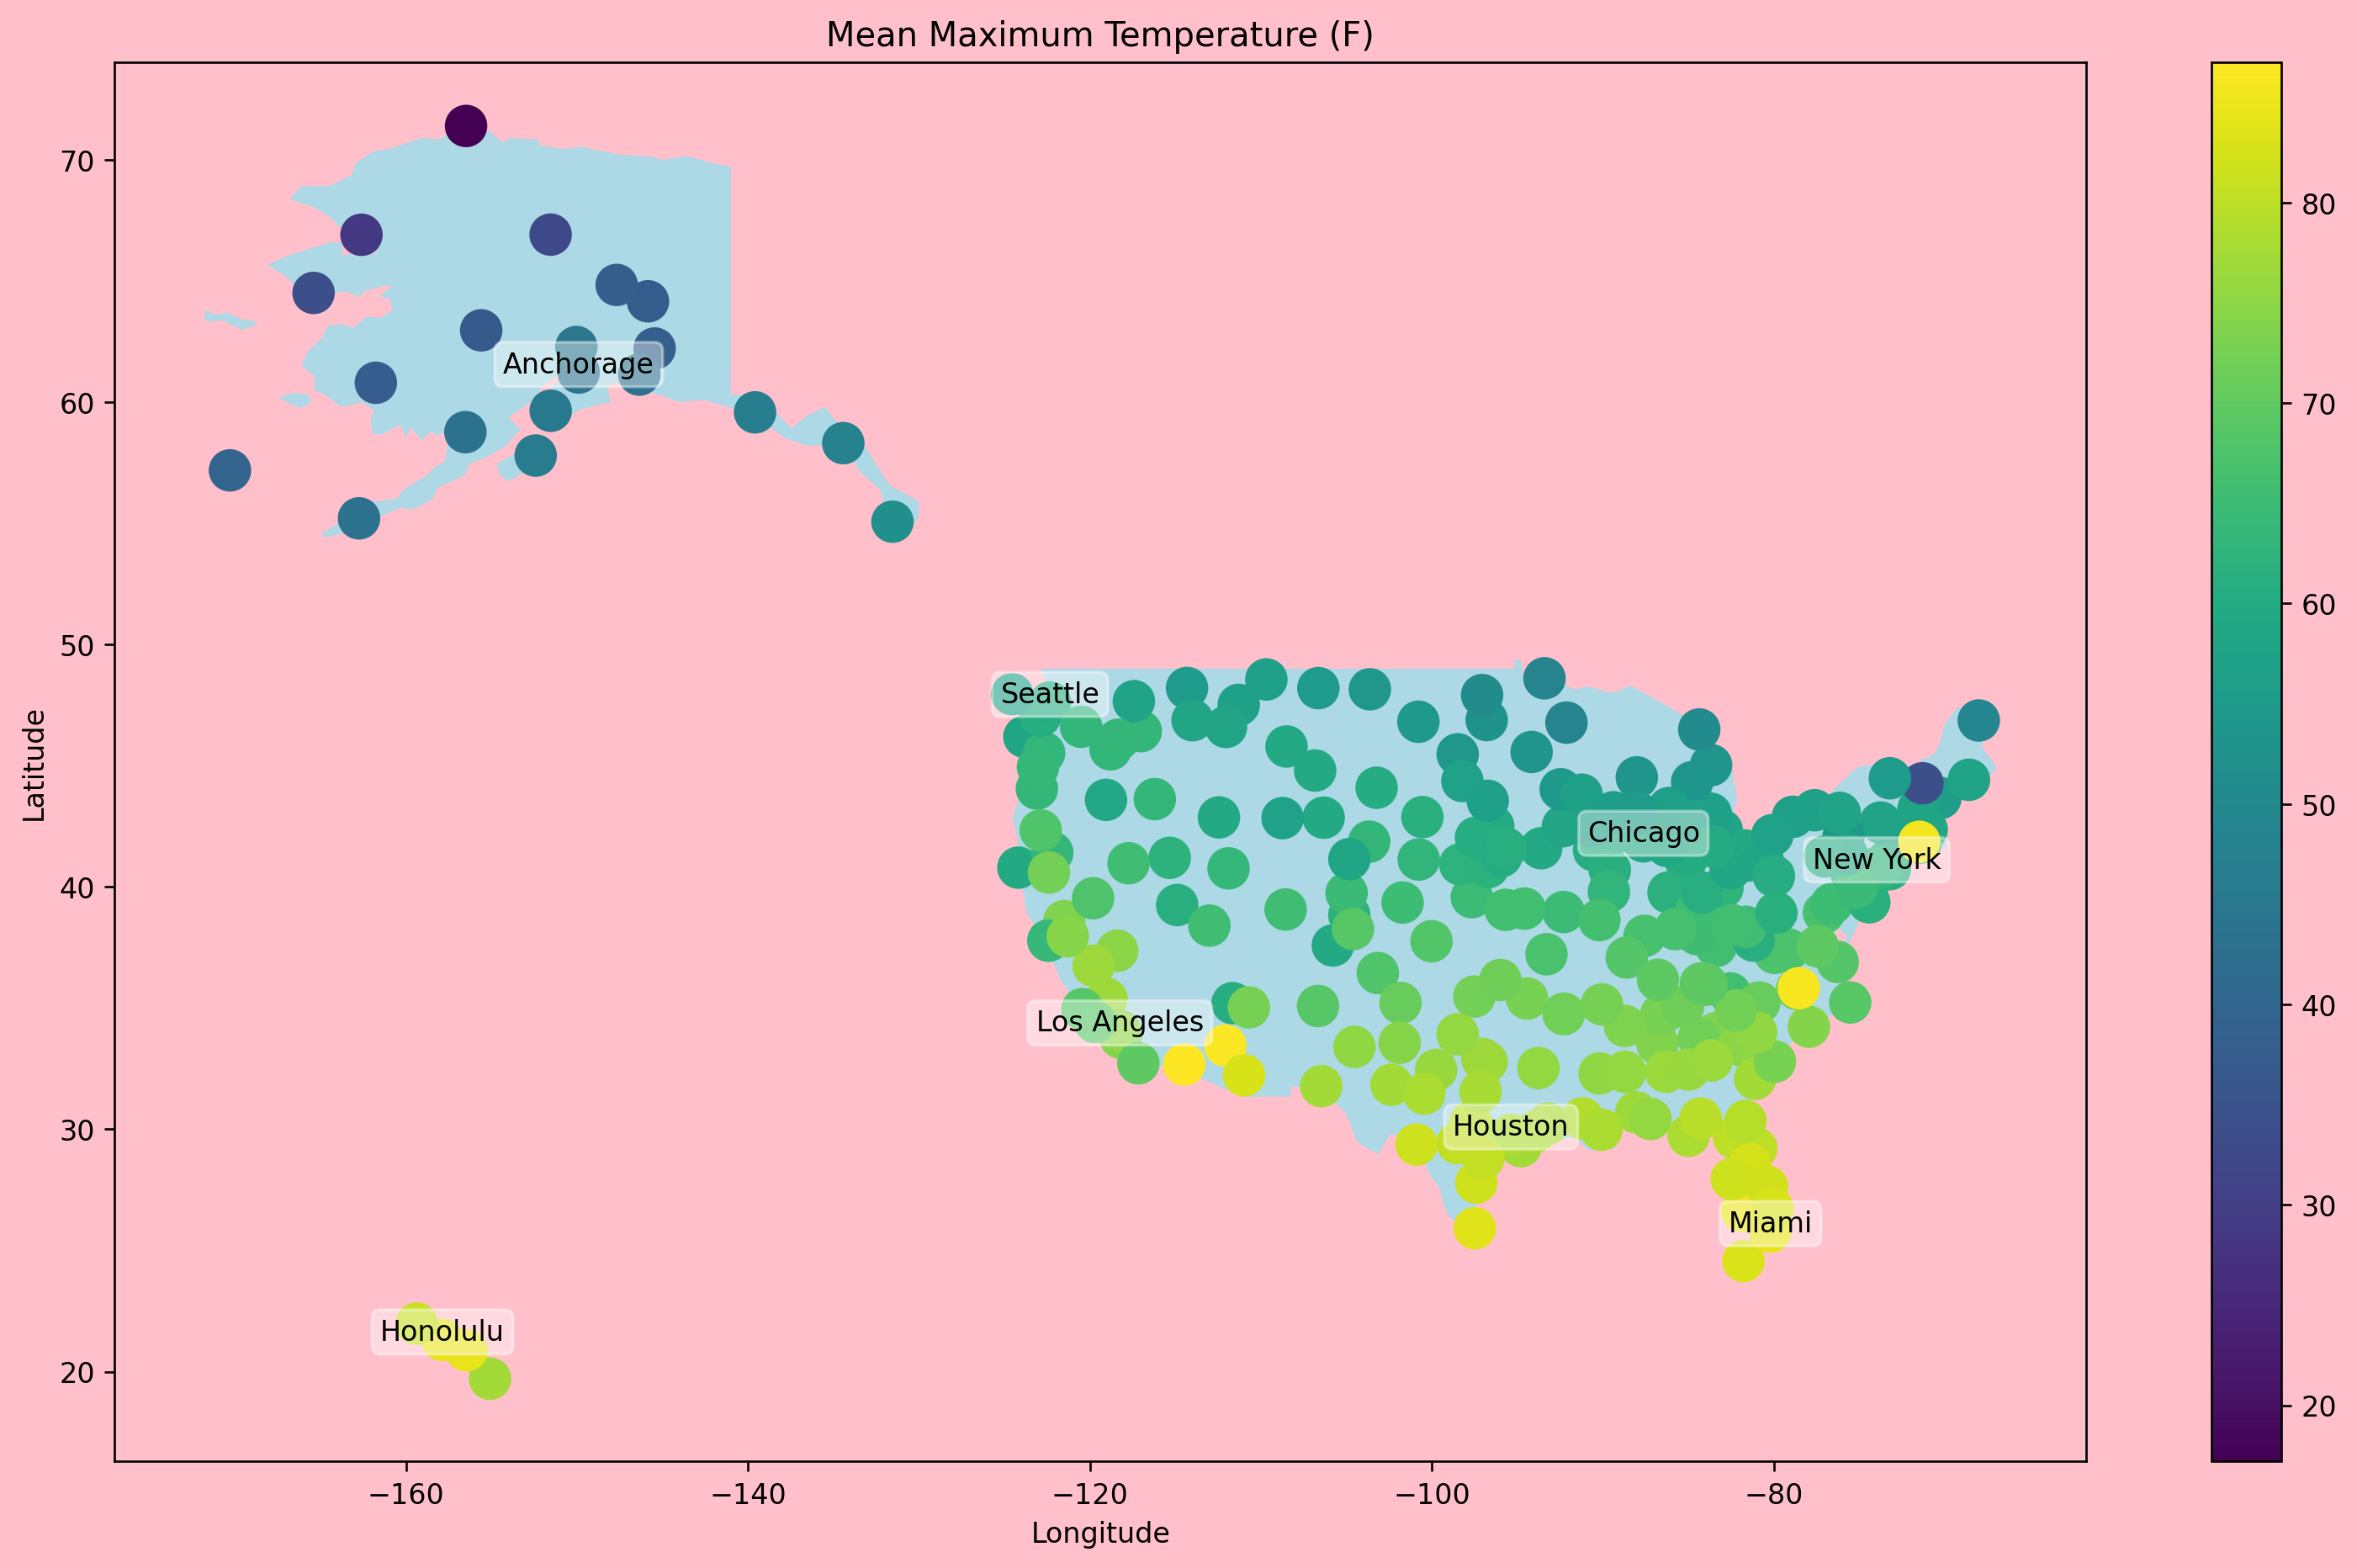 Mean Maximum Temperature (F)
70
60
50
40
30
20
Latitude
−160
−140
−120
−100
−80
Longitude
Anchorage
Seattle
Chicago
New York
Los Angeles
Houston
Miami
Honolulu
80
70
60
50
40
30
20